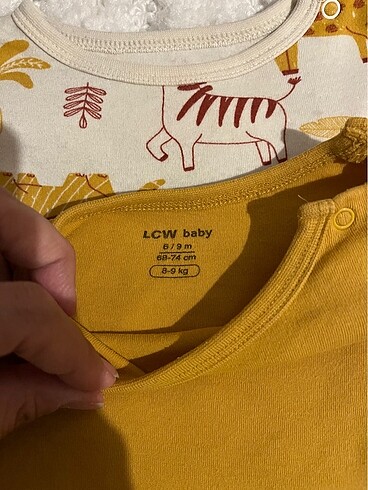 LCW baby
6 / 9 m
68-74 cm
8-9 kg